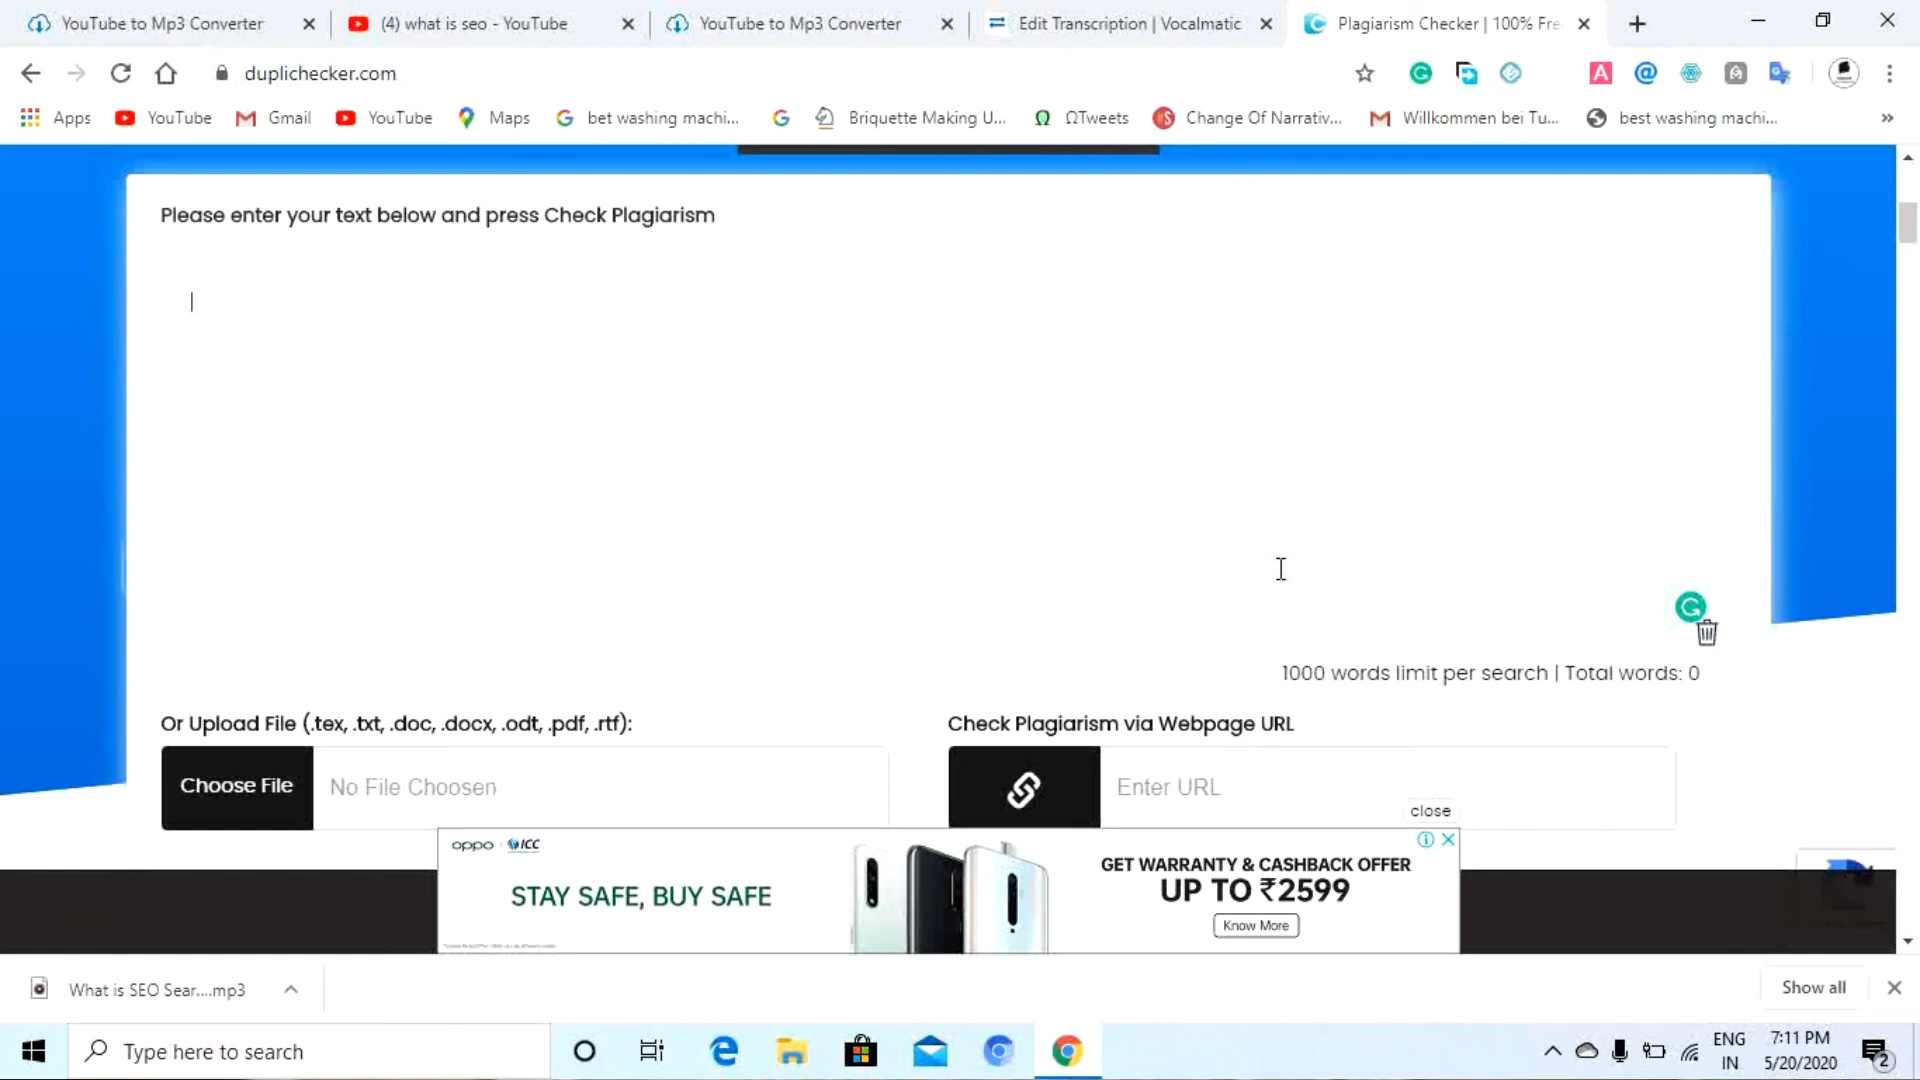 YouTube to Mp3 Converter
(4) what is seo - YouTube
YouTube to Mp3 Converter
Edit Transcription | Vocalmatic
Plagiarism Checker | 100% Fre
duplichecker.com
Apps
YouTube
Gmail
YouTube
Maps
bet washing machi...
Briquette Making U...
ΩTweets
Change Of Narrativ...
Willkommen bei Tu...
best washing machi...
Please enter your text below and press Check Plagiarism
1000 words limit per search | Total words: 0
Or Upload File (.tex, .txt, .doc, .docx, .odt, .pdf, .rtf):
Check Plagiarism via Webpage URL
Choose File
No File Choosen
Enter URL
close
oppo
ICC
STAY SAFE, BUY SAFE
GET WARRANTY & CASHBACK OFFER
UP TO ₹2599
Know More
What is SEO Sear....mp3
Show all
Type here to search
ENG
IN
7:11 PM
5/20/2020
2